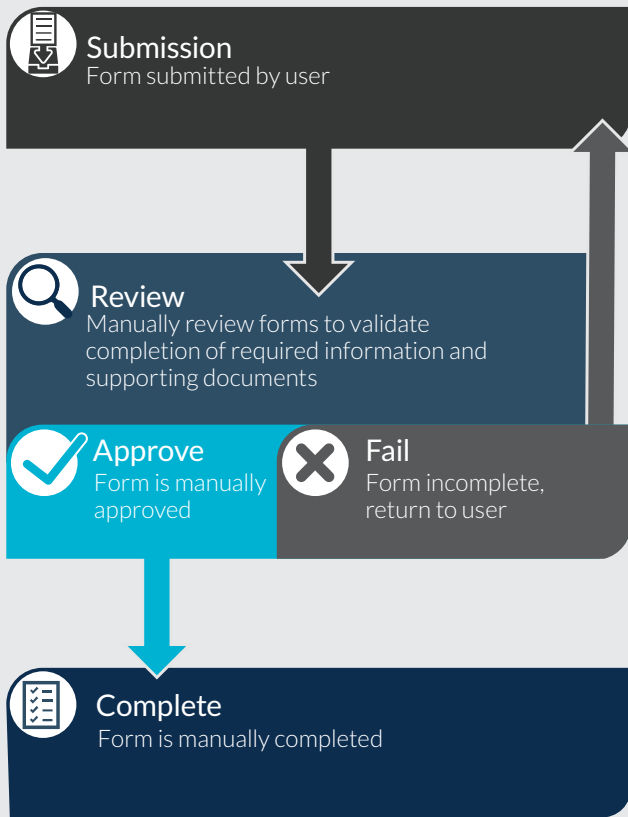 Submission
Form submitted by user
Review
Manually review forms to validate
completion of required information and
supporting documents
Approve
Form is manually
approved
Fail
Form incomplete,
return to user
Complete
Form is manually completed